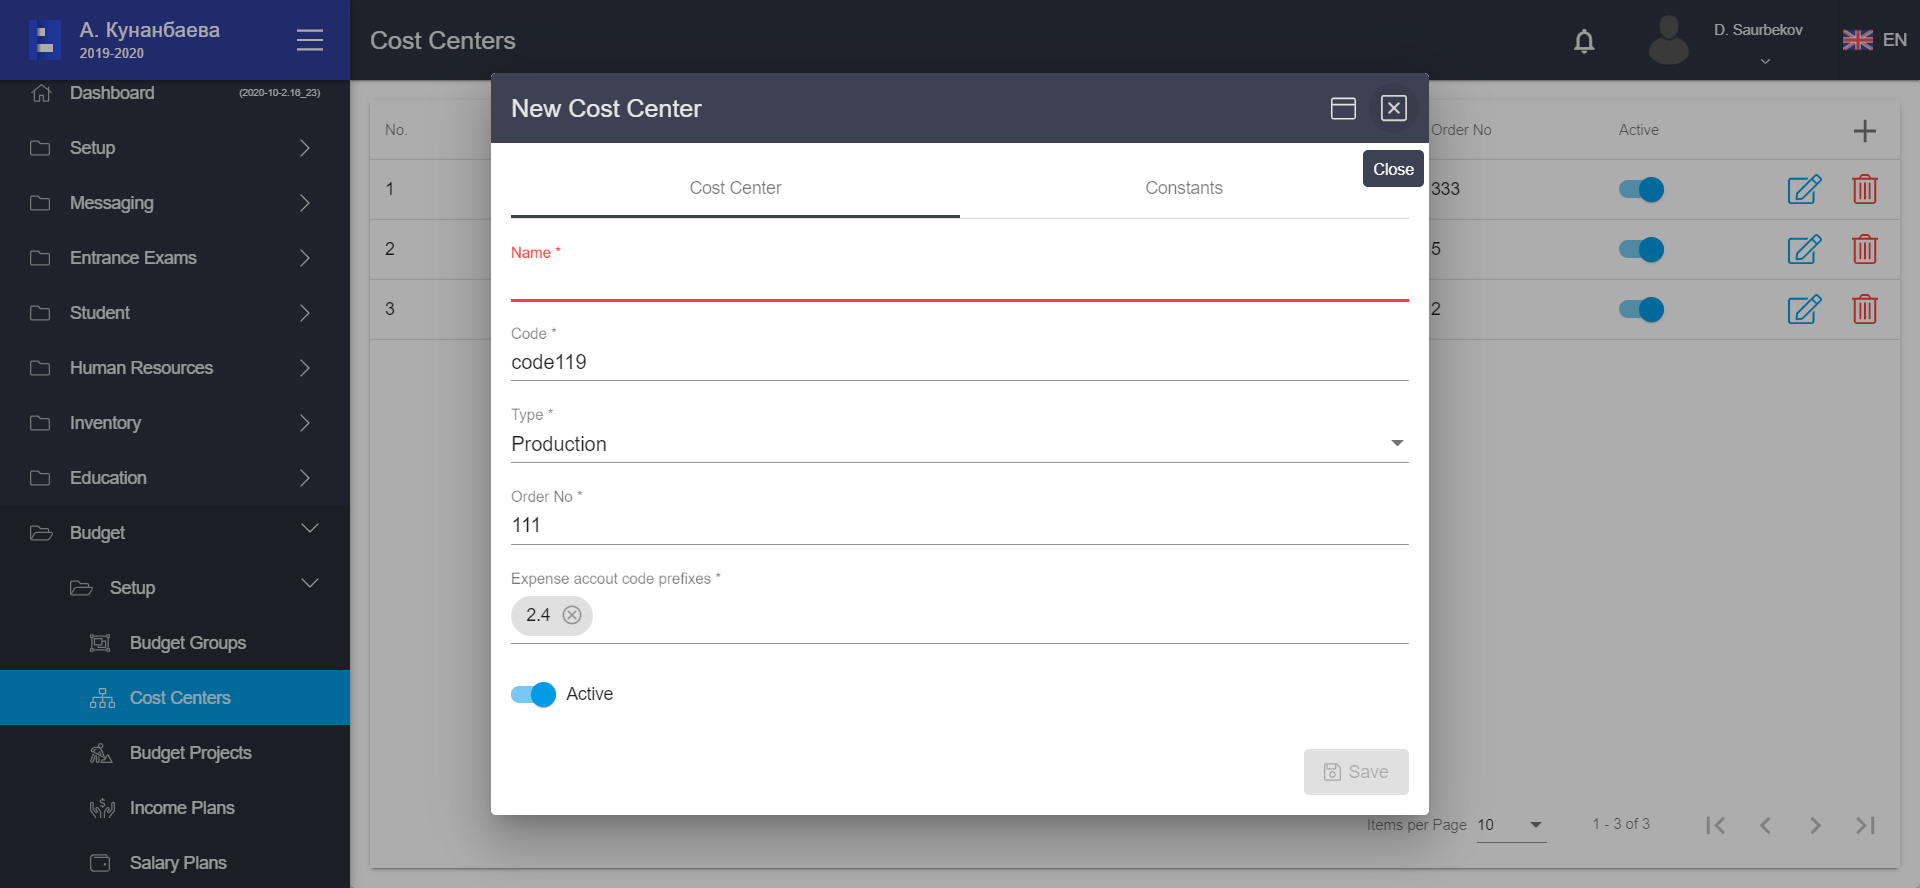 А. Кунанбаева
2019-2020
Cost Centers
D. Saurbekov
EN
Dashboard
(2020-10-2.16_23)
Setup
Messaging
Entrance Exams
Student
Human Resources
Inventory
Education
Budget
Setup
Budget Groups
Cost Centers
Budget Projects
Income Plans
Salary Plans
No.
Order No
Active
1
333
2
5
3
2
New Cost Center
Close
Cost Center
Constants
Name *
Code *
code119
Type *
Production
Order No *
111
Expense accout code prefixes *
2.4
Active
Save
Items per Page
10
1 - 3 of 3